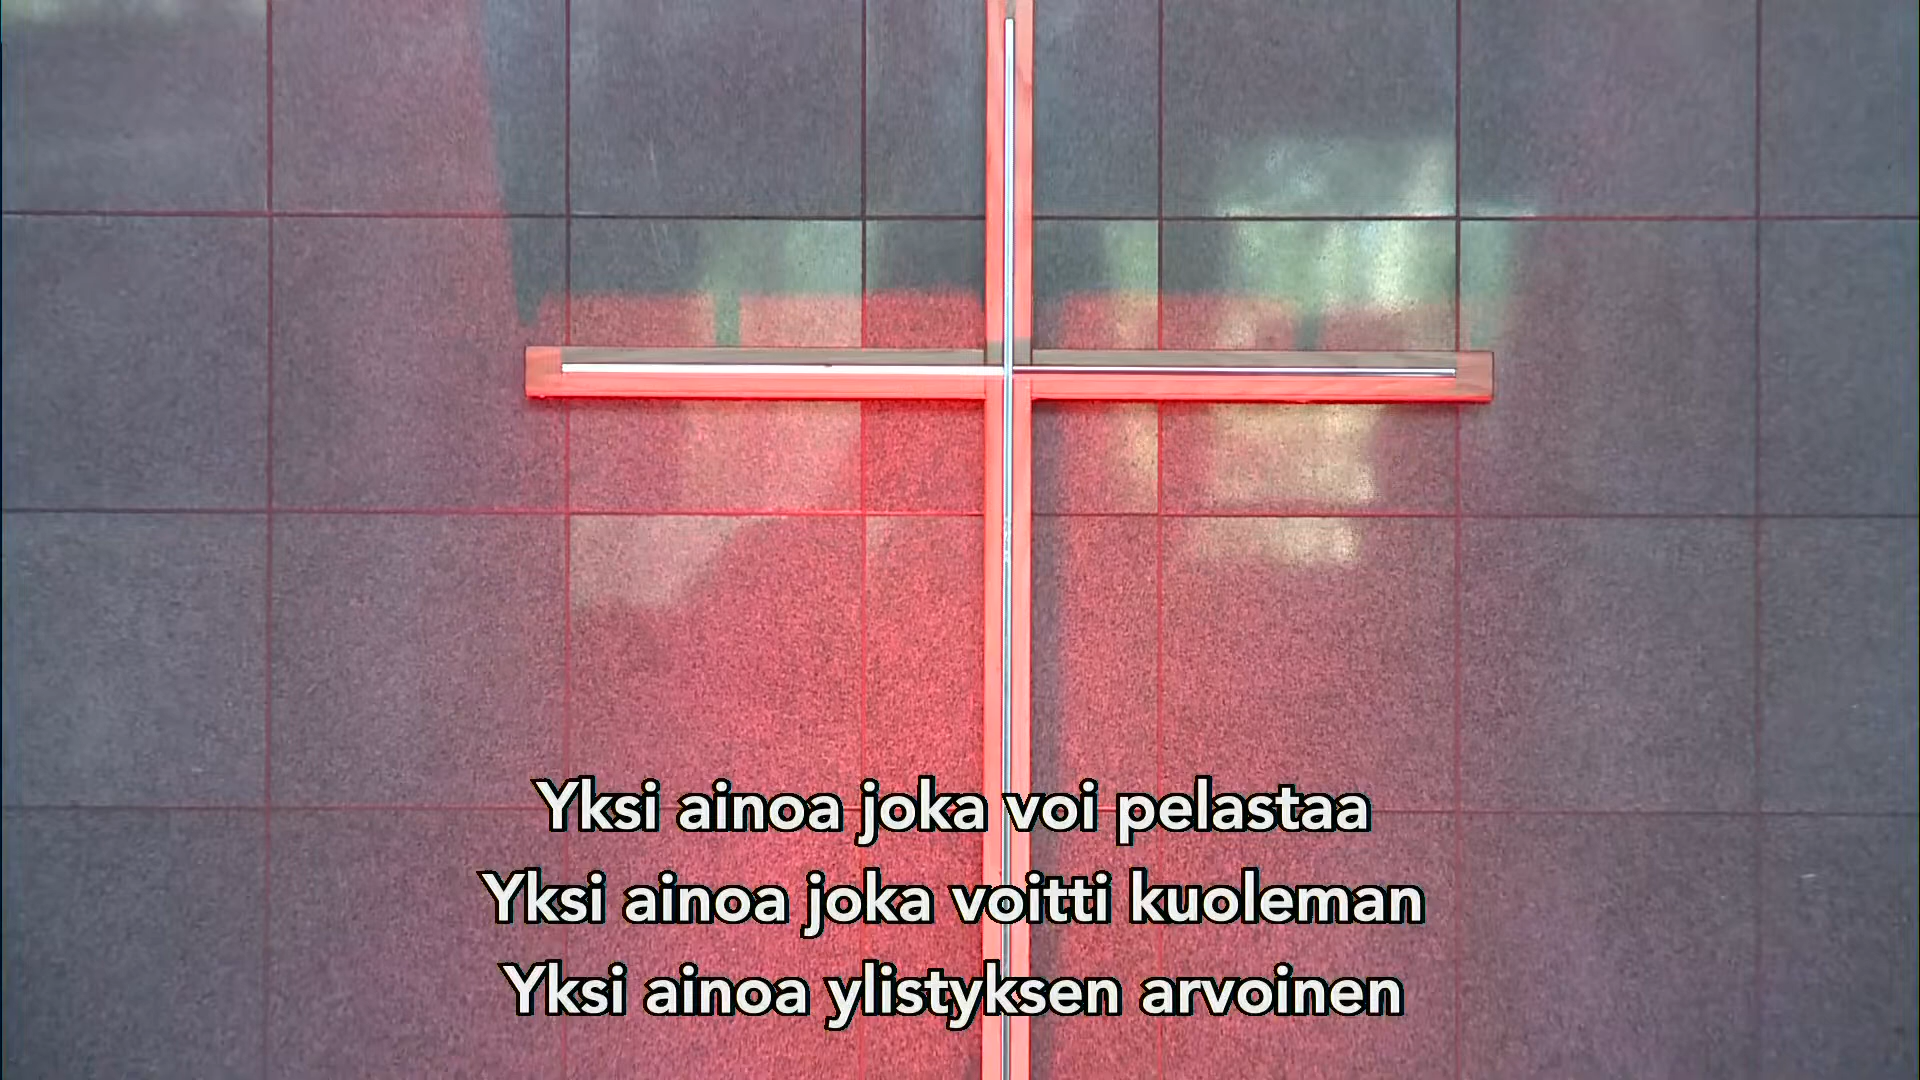 Yksi ainoa joka voi pelastaa
Yksi ainoa joka voitti kuoleman
Yksi ainoa ylistyksen arvoinen